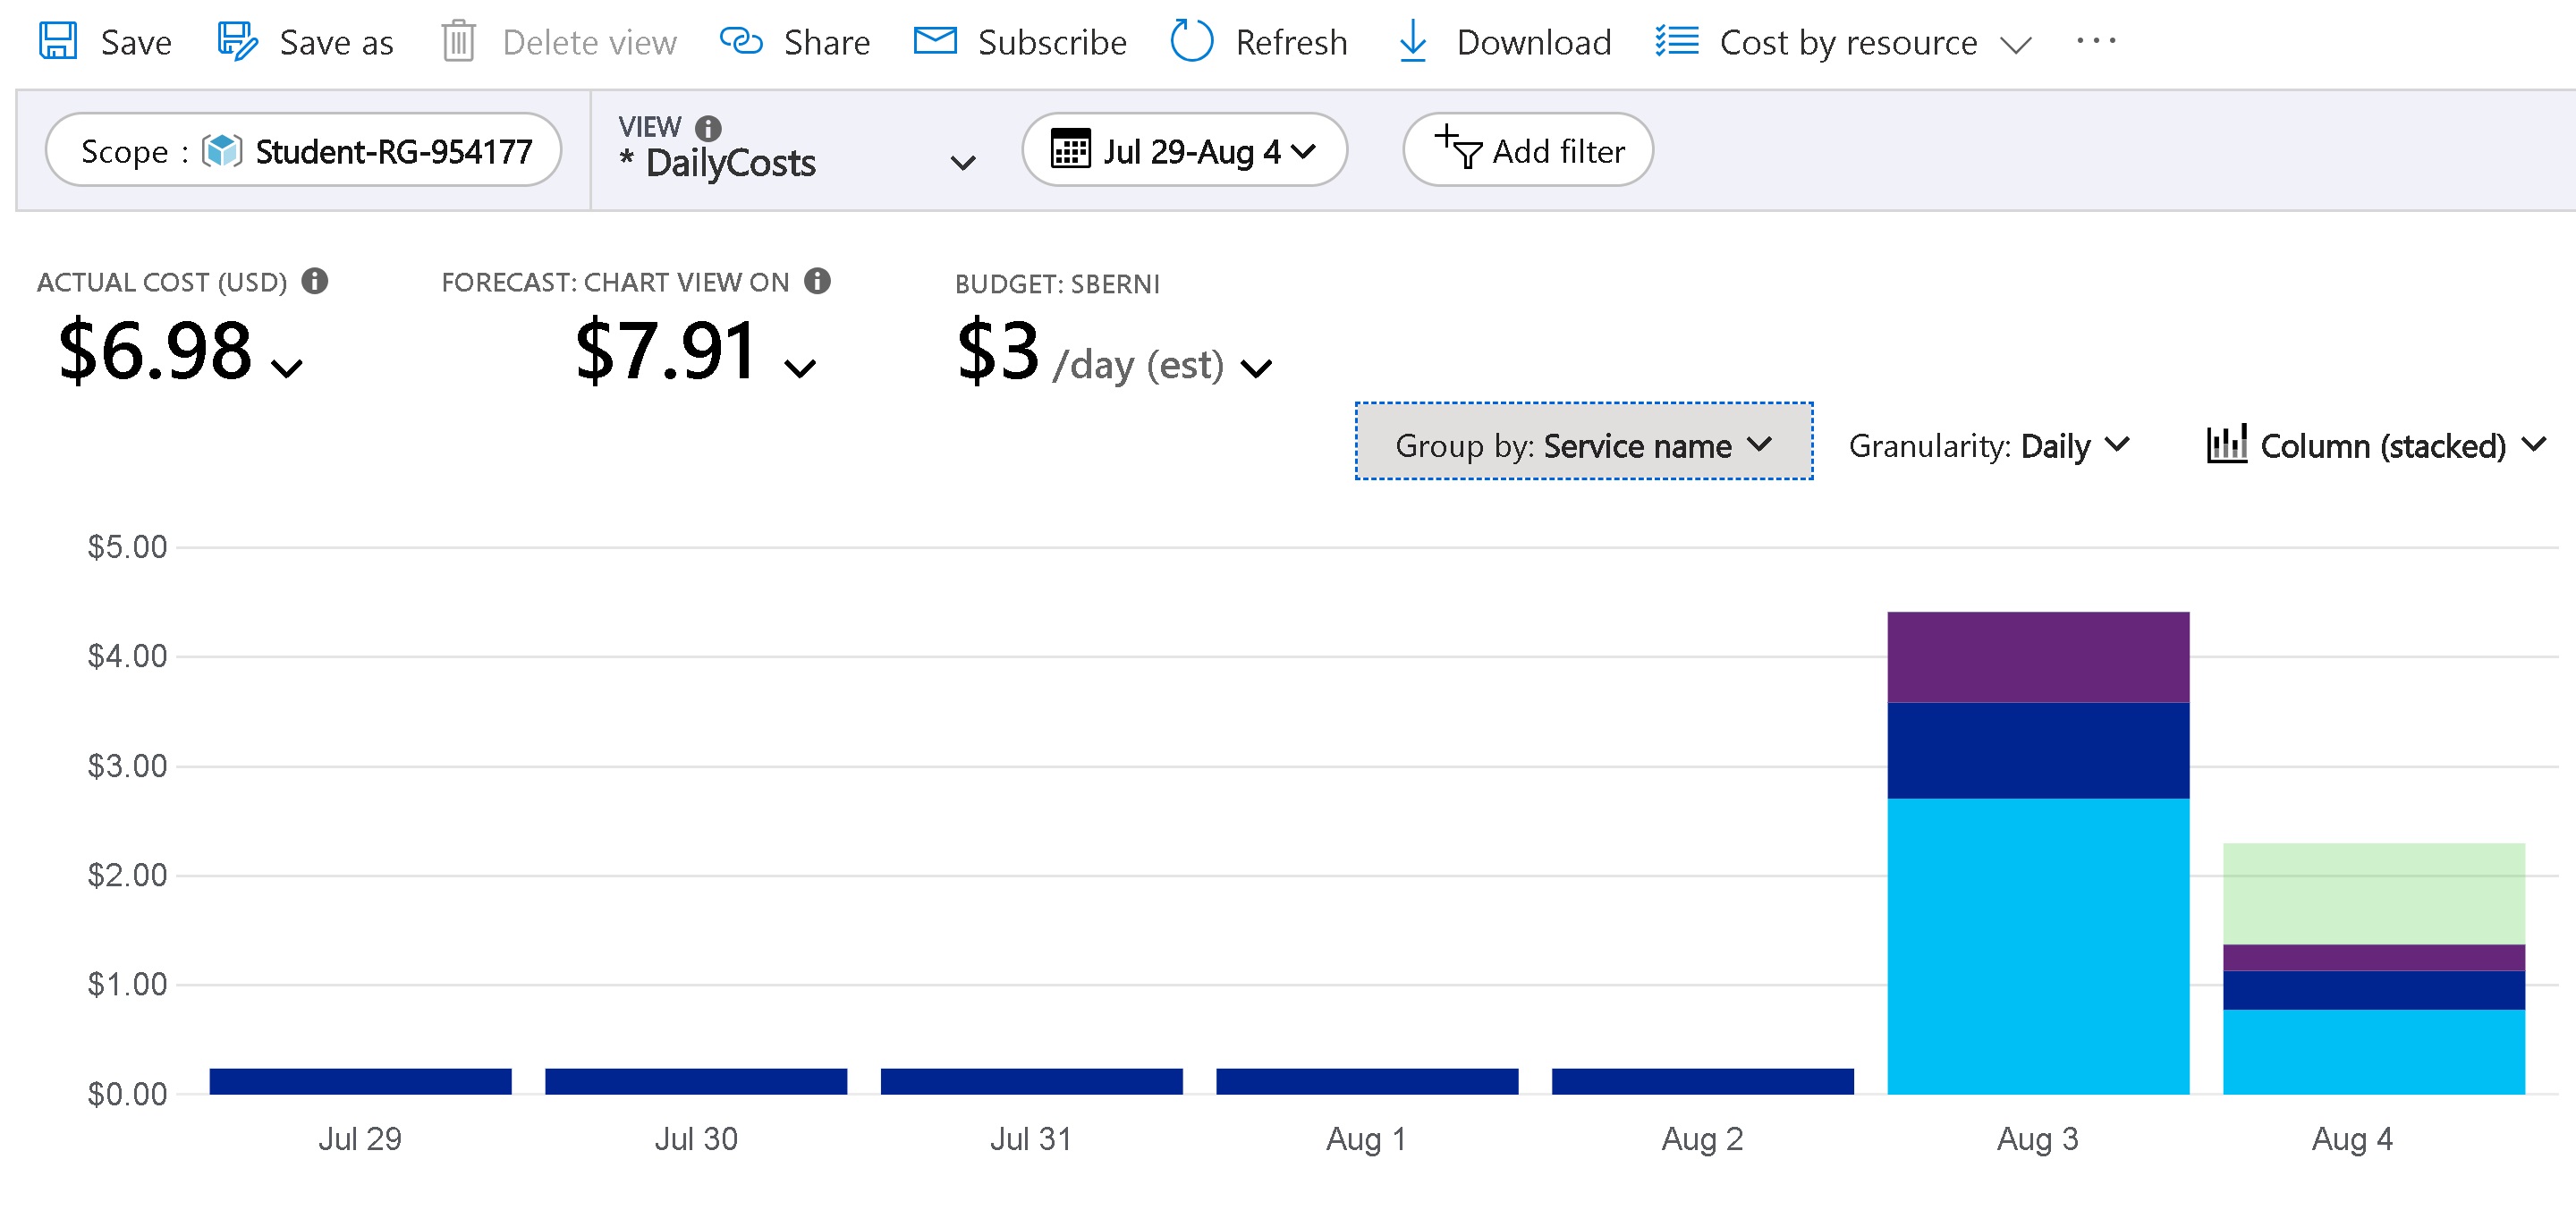 Save Save as Delete view Share Subscribe Refresh Download Cost by resource ...
Scope : Student-RG-954177
VIEW
* DailyCosts
Jul 29-Aug 4
Add filter
ACTUAL COST (USD)
$6.98
FORECAST: CHART VIEW ON
$7.91
BUDGET: SBERNI
$3 /day (est)
Group by: Service name Granularity: Daily Column (stacked)
$5.00
$4.00
$3.00
$2.00
$1.00
$0.00
Jul 29 Jul 30 Jul 31 Aug 1 Aug 2 Aug 3 Aug 4